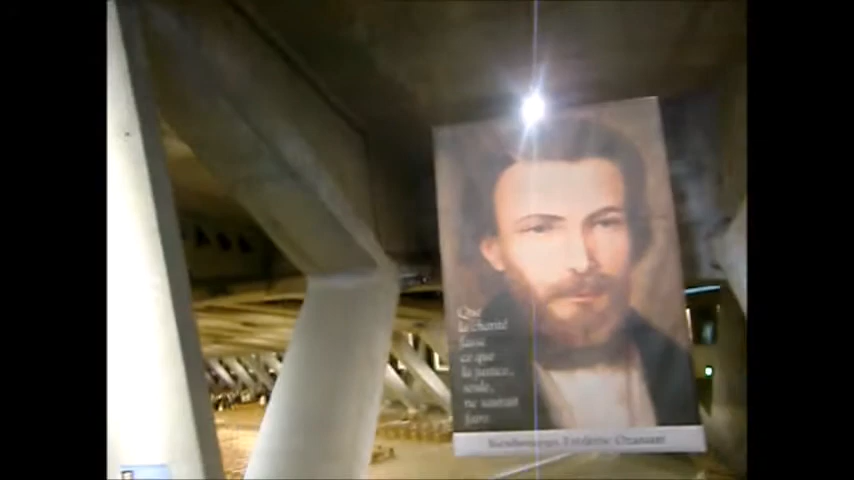 Que
la charité
fasse
ce que
la justice,
seule,
ne saurait
faire
Bienheureux Frédéric Ozanam